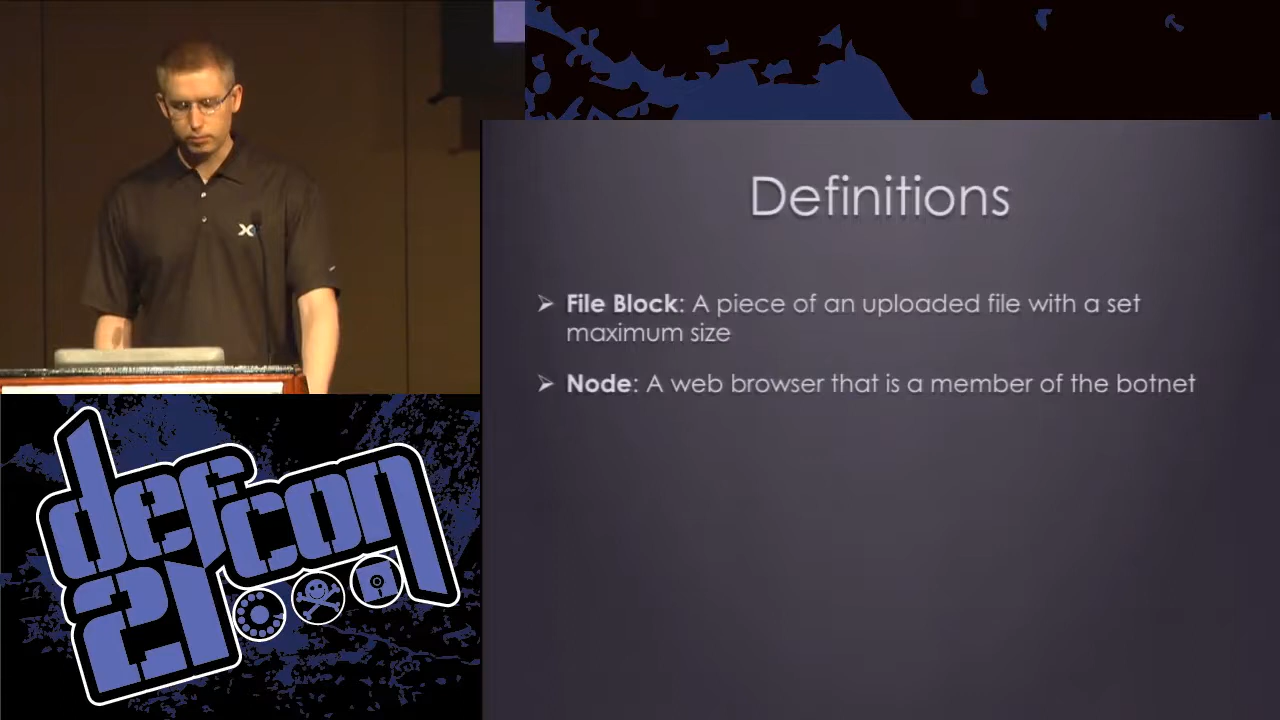 Definitions
➢ File Block: A piece of an uploaded file with a set
maximum size
➢ Node: A web browser that is a member of the botnet
defcon
21
X